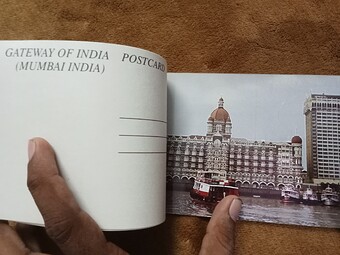 GATEWAY OF INDIA
(MUMBAI INDIA)
POSTCARD